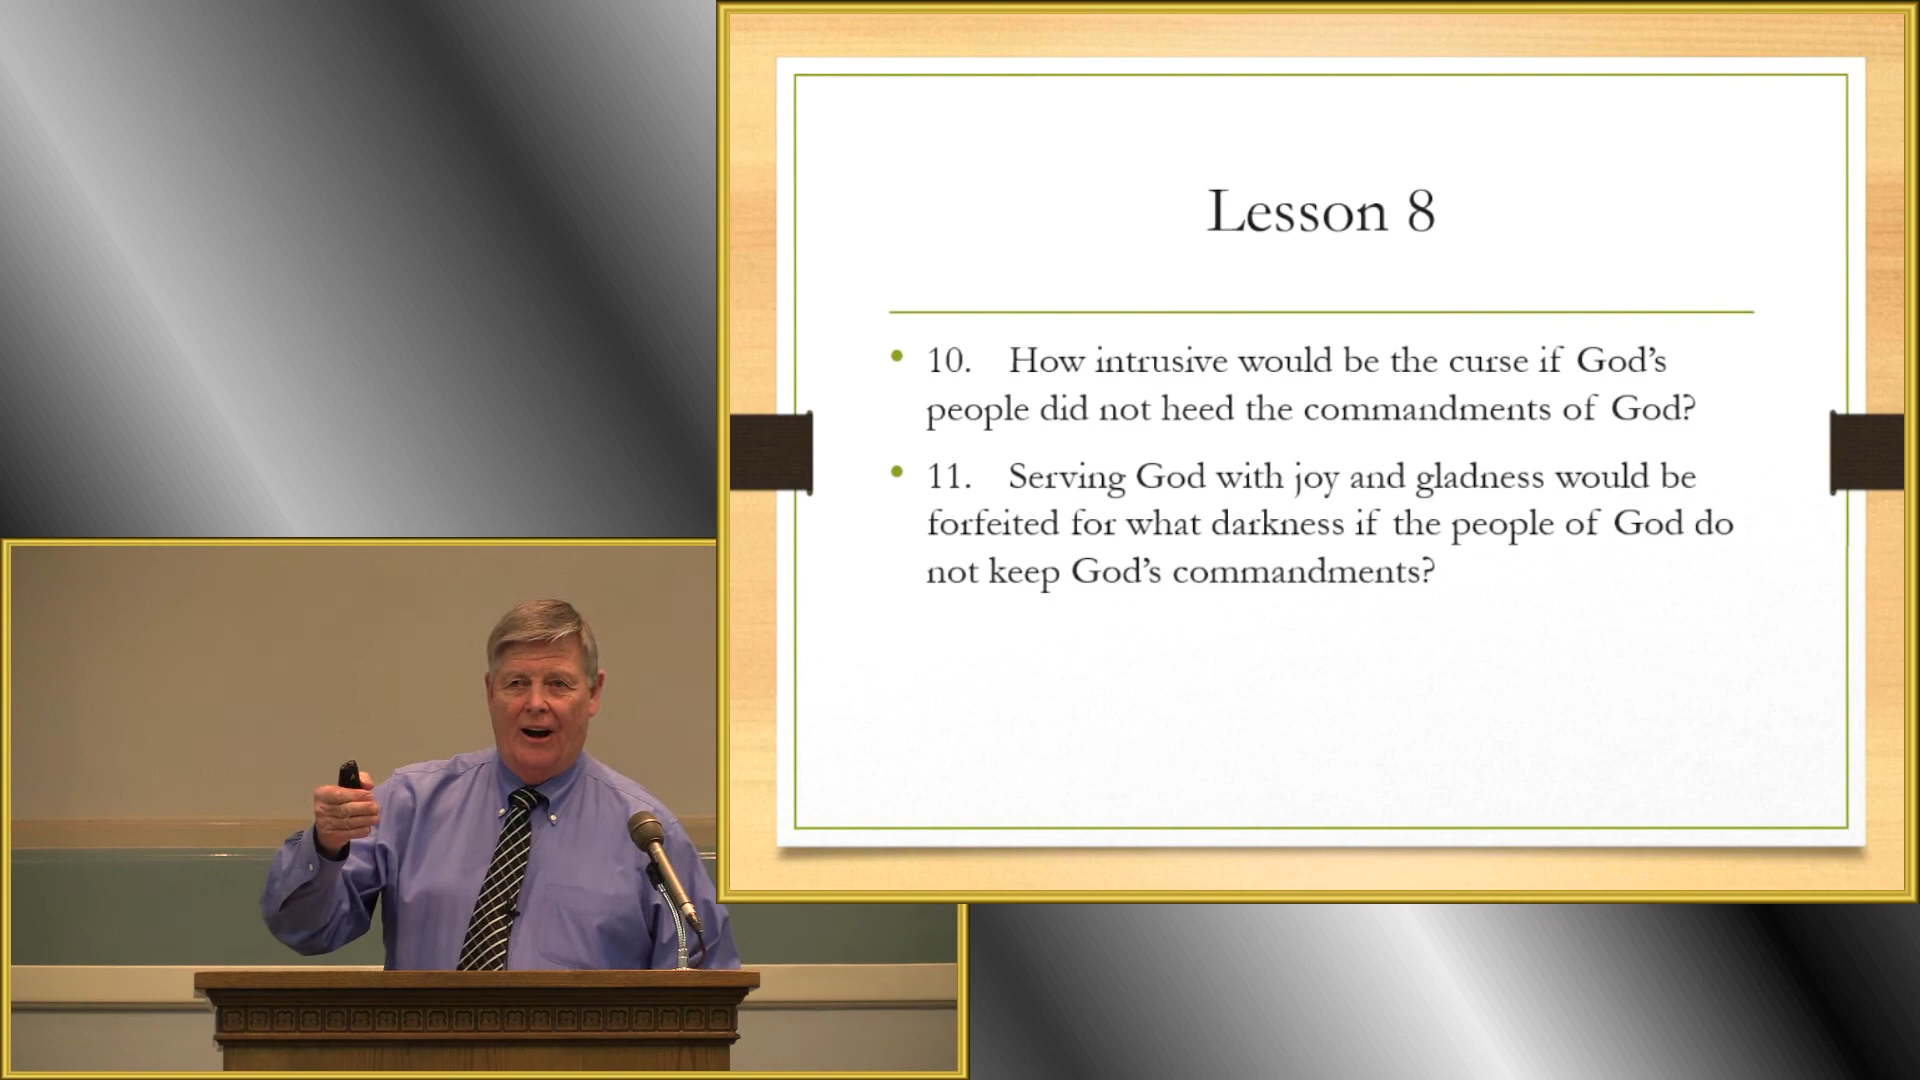 Lesson 8
• 10. How intrusive would be the curse if God’s
people did not heed the commandments of God?
• 11. Serving God with joy and gladness would be
forfeited for what darkness if the people of God do
not keep God’s commandments?